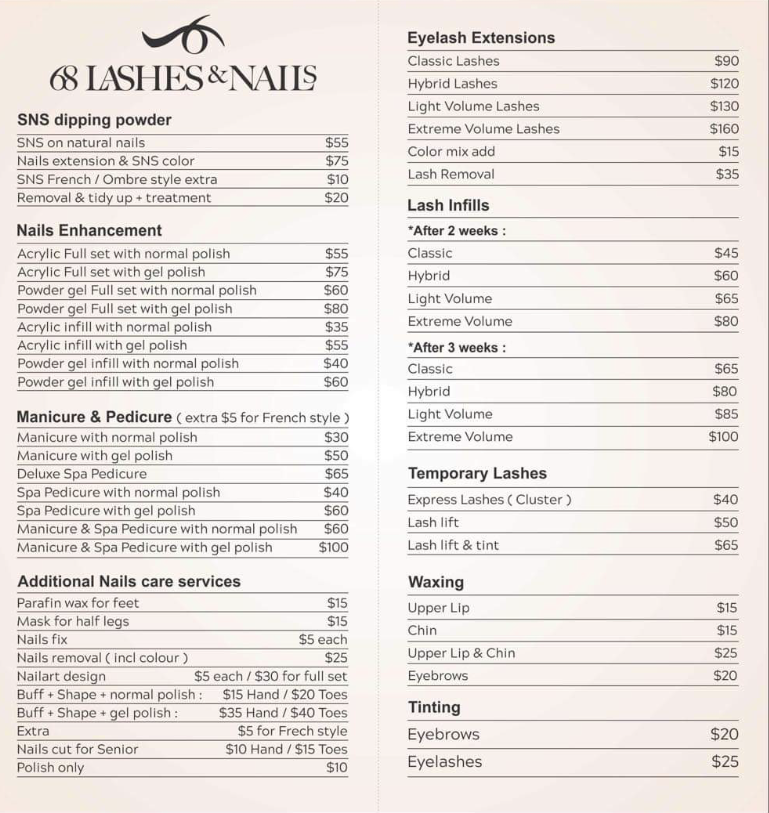 68 LASHES & NAILS
SNS dipping powder
SNS on natural nails $55
Nails extension & SNS color $75
SNS French / Ombre style extra $10
Removal & tidy up + treatment $20
Nails Enhancement
Acrylic Full set with normal polish $55
Acrylic Full set with gel polish $75
Powder gel Full set with normal polish $60
Powder gel Full set with gel polish $80
Acrylic infill with normal polish $35
Acrylic infill with gel polish $55
Powder gel infill with normal polish $40
Powder gel infill with gel polish $60
Manicure & Pedicure ( extra $5 for French style )
Manicure with normal polish $30
Manicure with gel polish $50
Deluxe Spa Pedicure $65
Spa Pedicure with normal polish $40
Spa Pedicure with gel polish $60
Manicure & Spa Pedicure with normal polish $60
Manicure & Spa Pedicure with gel polish $100
Additional Nails care services
Parafin wax for feet $15
Mask for half legs $15
Nails fix $5 each
Nails removal ( incl colour ) $25
Nailart design $5 each / $30 for full set
Buff + Shape + normal polish : $15 Hand / $20 Toes
Buff + Shape + gel polish : $35 Hand / $40 Toes
Extra $5 for Frech style
Nails cut for Senior $10 Hand / $15 Toes
Polish only $10
Eyelash Extensions
Classic Lashes $90
Hybrid Lashes $120
Light Volume Lashes $130
Extreme Volume Lashes $160
Color mix add $15
Lash Removal $35
Lash Infills
*After 2 weeks :
Classic $45
Hybrid $60
Light Volume $65
Extreme Volume $80
*After 3 weeks :
Classic $65
Hybrid $80
Light Volume $85
Extreme Volume $100
Temporary Lashes
Express Lashes ( Cluster ) $40
Lash lift $50
Lash lift & tint $65
Waxing
Upper Lip $15
Chin $15
Upper Lip & Chin $25
Eyebrows $20
Tinting
Eyebrows $20
Eyelashes $25